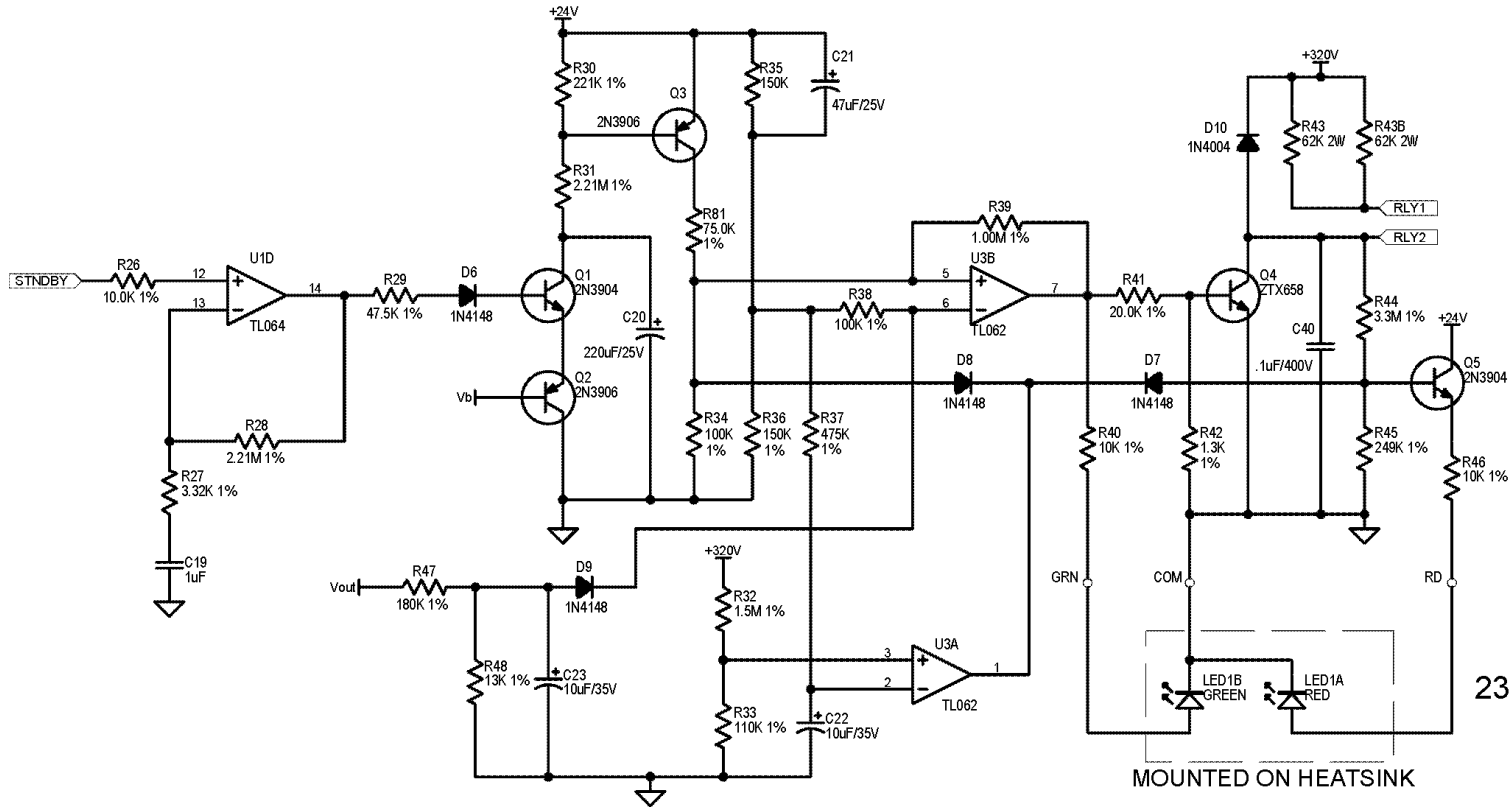 +24V
R30
221K 1%
Q3
2N3906
R35
150K
C21
+
47uF/25V
+320V
D10
1N4004
R43
62K 2W
R43B
62K 2W
RLY1
RLY2
R31
2.21M 1%
R81
75.0K
1%
R39
1.00M 1%
STNDBY
R26
10.0K 1%
12
13
+
−
U1D
14
TL064
R29
47.5K 1%
D6
1N4148
Q1
2N3904
C20
+
220uF/25V
R38
100K 1%
5
6
+
−
U3B
7
TL062
R41
20.0K 1%
Q4
ZTX658
R44
3.3M 1%
C40
.1uF/400V
+24V
Q5
2N3904
Vb
Q2
2N3906
D8
1N4148
D7
1N4148
R28
2.21M 1%
R27
3.32K 1%
C19
1uF
R34
100K
1%
R36
150K
1%
R37
475K
1%
R40
10K 1%
R42
1.3K
1%
R45
249K 1%
R46
10K 1%
Vout
R47
180K 1%
D9
1N4148
+320V
R32
1.5M 1%
GRN
COM
RD
R48
13K 1%
C23
+
10uF/35V
R33
110K 1%
C22
+
10uF/35V
3
2
+
−
U3A
1
TL062
LED1B
GREEN
LED1A
RED
23
MOUNTED ON HEATSINK